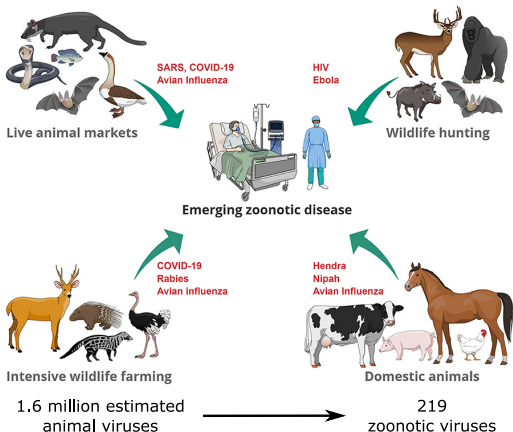 SARS, COVID-19
Avian Influenza
HIV
Ebola
Live animal markets
Wildlife hunting
Emerging zoonotic disease
COVID-19
Rabies
Avian influenza
Hendra
Nipah
Avian Influenza
Intensive wildlife farming
Domestic animals
1.6 million estimated
animal viruses
219
zoonotic viruses